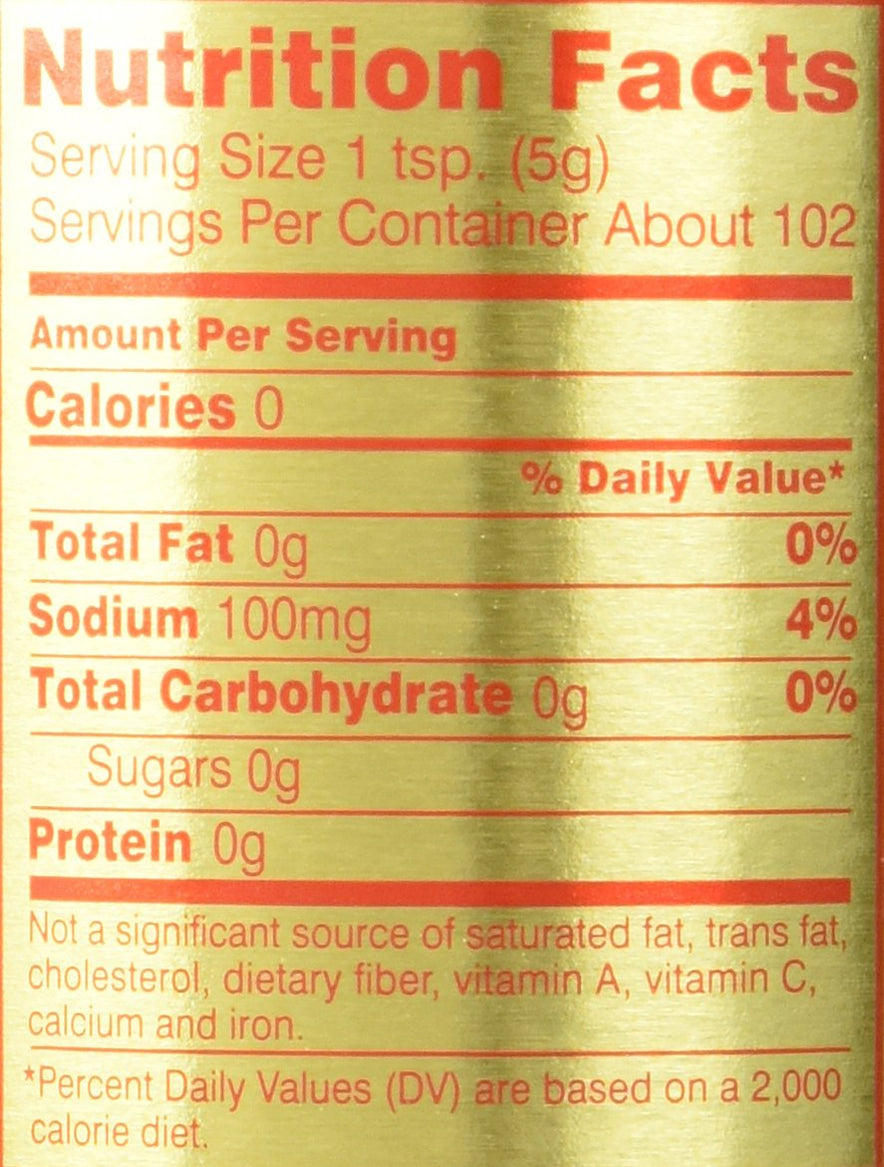 Nutrition Facts
Serving Size 1 tsp. (5g)
Servings Per Container About 102
Amount Per Serving
Calories 0
% Daily Value*
Total Fat 0g 0%
Sodium 100mg 4%
Total Carbohydrate 0g 0%
Sugars 0g
Protein 0g
Not a significant source of saturated fat, trans fat,
cholesterol, dietary fiber, vitamin A, vitamin C,
calcium and iron.
*Percent Daily Values (DV) are based on a 2,000
calorie diet.